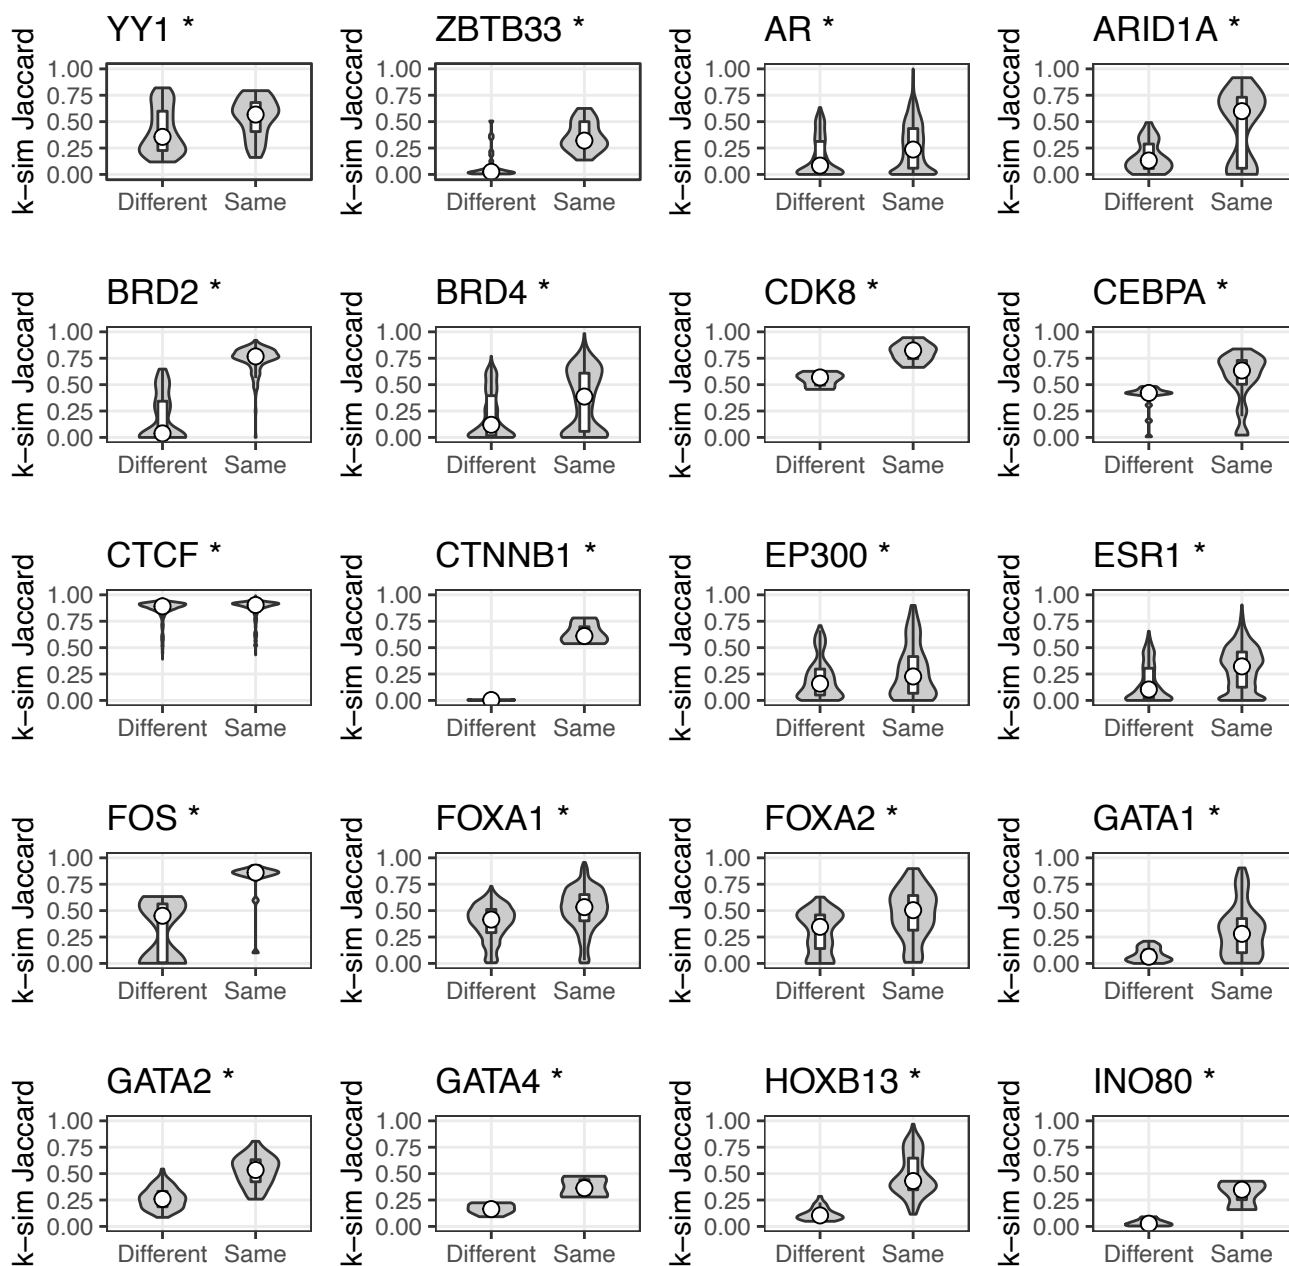 YY1 *
ZBTB33 *
AR *
ARID1A *
k−sim Jaccard
1.00
0.75
0.50
0.25
0.00
Different Same
k−sim Jaccard
1.00
0.75
0.50
0.25
0.00
Different Same
k−sim Jaccard
1.00
0.75
0.50
0.25
0.00
Different Same
k−sim Jaccard
1.00
0.75
0.50
0.25
0.00
Different Same
BRD2 *
BRD4 *
CDK8 *
CEBPA *
k−sim Jaccard
1.00
0.75
0.50
0.25
0.00
Different Same
k−sim Jaccard
1.00
0.75
0.50
0.25
0.00
Different Same
k−sim Jaccard
1.00
0.75
0.50
0.25
0.00
Different Same
k−sim Jaccard
1.00
0.75
0.50
0.25
0.00
Different Same
CTCF *
CTNNB1 *
EP300 *
ESR1 *
k−sim Jaccard
1.00
0.75
0.50
0.25
0.00
Different Same
k−sim Jaccard
1.00
0.75
0.50
0.25
0.00
Different Same
k−sim Jaccard
1.00
0.75
0.50
0.25
0.00
Different Same
k−sim Jaccard
1.00
0.75
0.50
0.25
0.00
Different Same
FOS *
FOXA1 *
FOXA2 *
GATA1 *
k−sim Jaccard
1.00
0.75
0.50
0.25
0.00
Different Same
k−sim Jaccard
1.00
0.75
0.50
0.25
0.00
Different Same
k−sim Jaccard
1.00
0.75
0.50
0.25
0.00
Different Same
k−sim Jaccard
1.00
0.75
0.50
0.25
0.00
Different Same
GATA2 *
GATA4 *
HOXB13 *
INO80 *
k−sim Jaccard
1.00
0.75
0.50
0.25
0.00
Different Same
k−sim Jaccard
1.00
0.75
0.50
0.25
0.00
Different Same
k−sim Jaccard
1.00
0.75
0.50
0.25
0.00
Different Same
k−sim Jaccard
1.00
0.75
0.50
0.25
0.00
Different Same